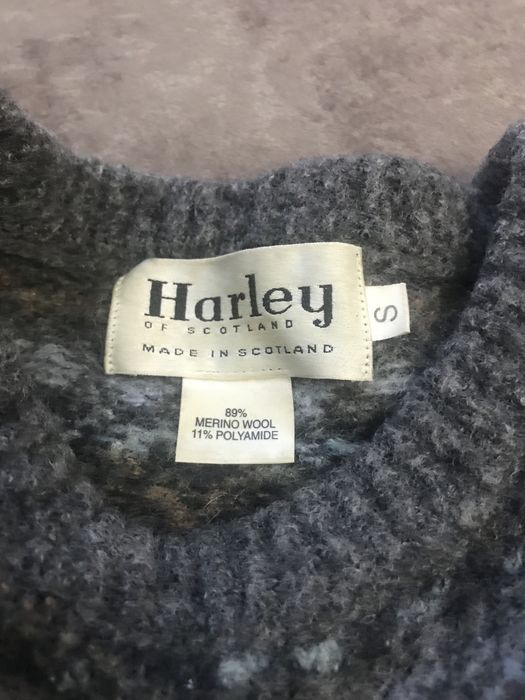 Harley
OF SCOTLAND
MADE IN SCOTLAND
S
89%
MERINO WOOL
11% POLYAMIDE